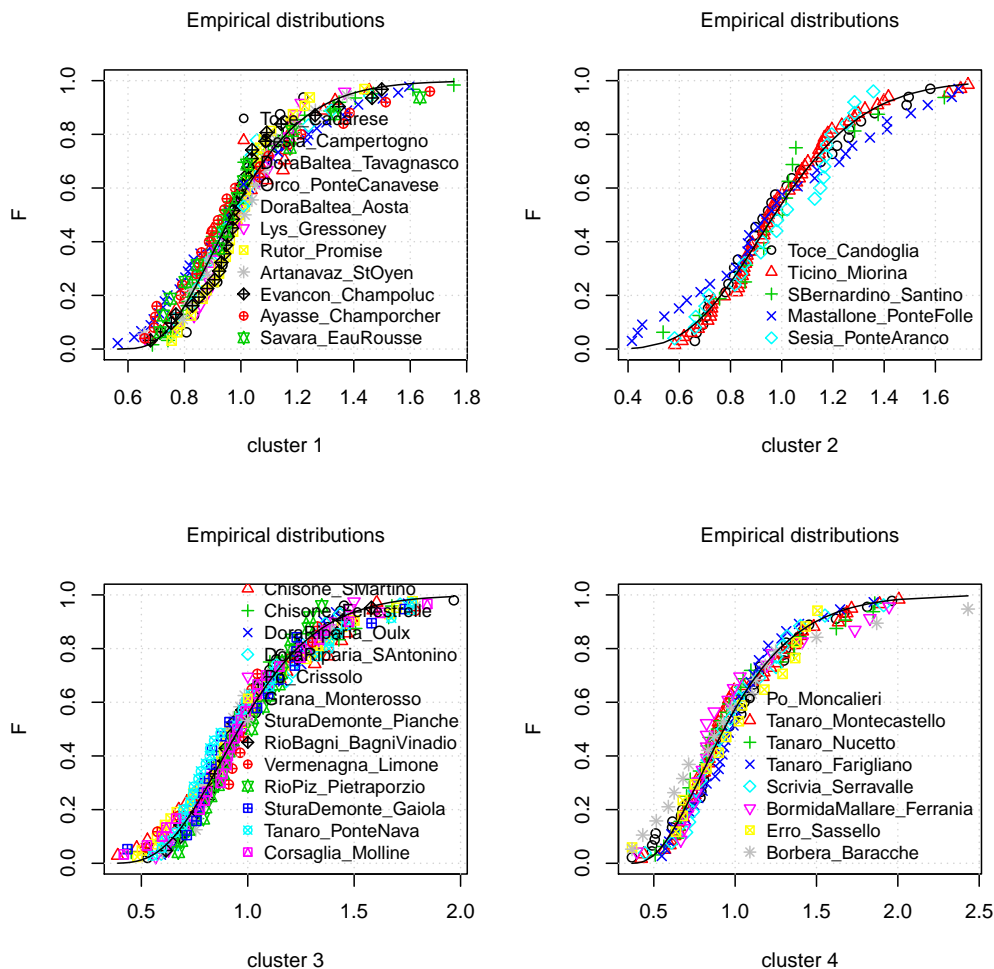 Empirical distributions
F
0.0 0.2 0.4 0.6 0.8 1.0
Toce_Cadarese
Sesia_Campertogno
DoraBaltea_Tavagnasco
Orco_PonteCanavese
DoraBaltea_Aosta
Lys_Gressoney
Rutor_Promise
Artanavaz_StOyen
Evancon_Champoluc
Ayasse_Champorcher
Savara_EauRousse
0.6 0.8 1.0 1.2 1.4 1.6 1.8
cluster 1
Empirical distributions
F
0.0 0.2 0.4 0.6 0.8 1.0
Toce_Candoglia
Ticino_Miorina
SBernardino_Santino
Mastallone_PonteFolle
Sesia_PonteAranco
0.4 0.6 0.8 1.0 1.2 1.4 1.6
cluster 2
Empirical distributions
F
0.0 0.2 0.4 0.6 0.8 1.0
Chisone_SMartino
Chisone_Fenestrelle
DoraRiparia_Oulx
DoraRiparia_SAntonino
Po_Crissolo
Grana_Monterosso
SturaDemonte_Pianche
RioBagni_BagniVinadio
Vermenagna_Limone
RioPiz_Pietraporzio
SturaDemonte_Gaiola
Tanaro_PonteNava
Corsaglia_Molline
0.5 1.0 1.5 2.0
cluster 3
Empirical distributions
F
0.0 0.2 0.4 0.6 0.8 1.0
Po_Moncalieri
Tanaro_Montecastello
Tanaro_Nucetto
Tanaro_Farigliano
Scrivia_Serravalle
BormidaMallare_Ferrania
Erro_Sassello
Borbera_Baracche
0.5 1.0 1.5 2.0 2.5
cluster 4